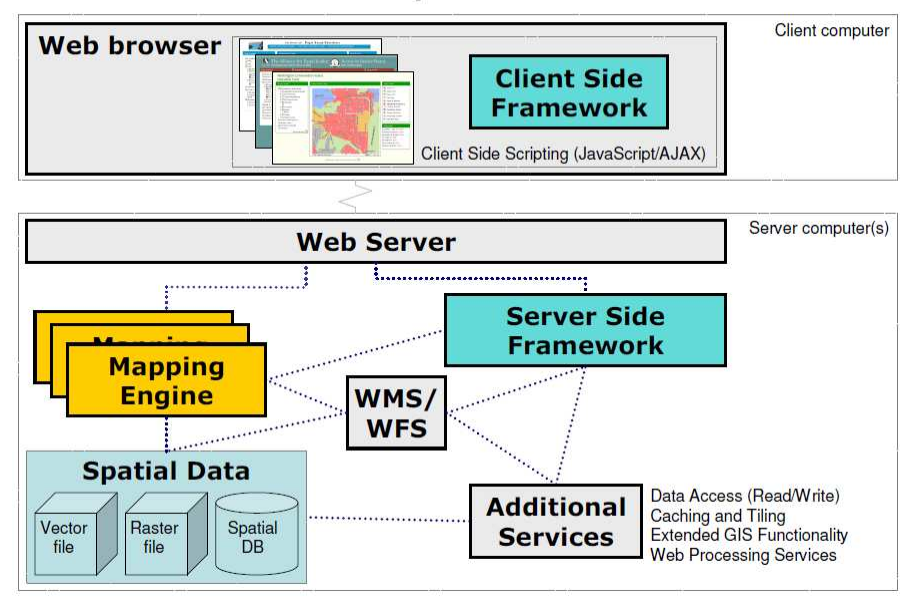 Client computer
Web browser
Client Side
Framework
Client Side Scripting (JavaScript/AJAX)
Server computer(s)
Web Server
Server Side
Framework
Mapping
Engine
WMS/
WFS
Spatial Data
Vector
file
Raster
file
Spatial
DB
Additional
Services
Data Access (Read/Write)
Caching and Tiling
Extended GIS Functionality
Web Processing Services